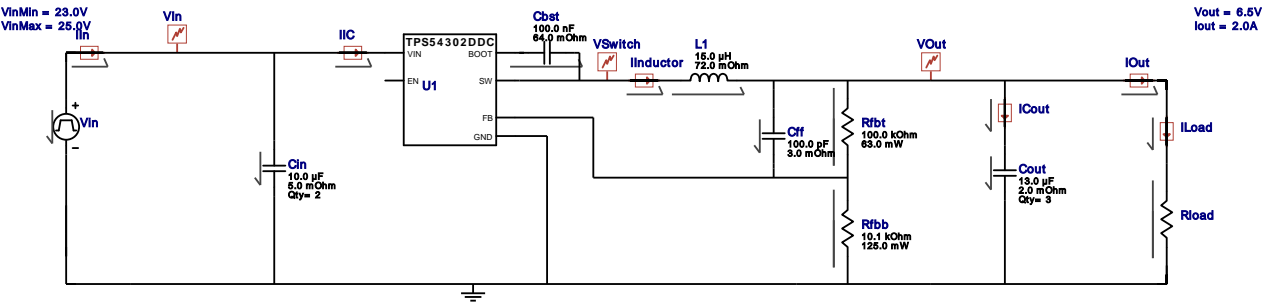 VinMin = 23.0V
VinMax = 25.0V
Vout = 6.5V
Iout = 2.0A
Iin
Vin
IIC
TPS54302DDC
VIN
BOOT
EN
U1
SW
FB
GND
Cbst
100.0 nF
64.0 mOhm
VSwitch
IInductor
L1
15.0 µH
72.0 mOhm
VOut
IOut
+
Vin
−
Cin
10.0 µF
5.0 mOhm
Qty= 2
Cff
100.0 pF
3.0 mOhm
Rfbt
100.0 kOhm
63.0 mW
Rfbb
10.1 kOhm
125.0 mW
ICout
Cout
13.0 µF
2.0 mOhm
Qty= 3
ILoad
Rload